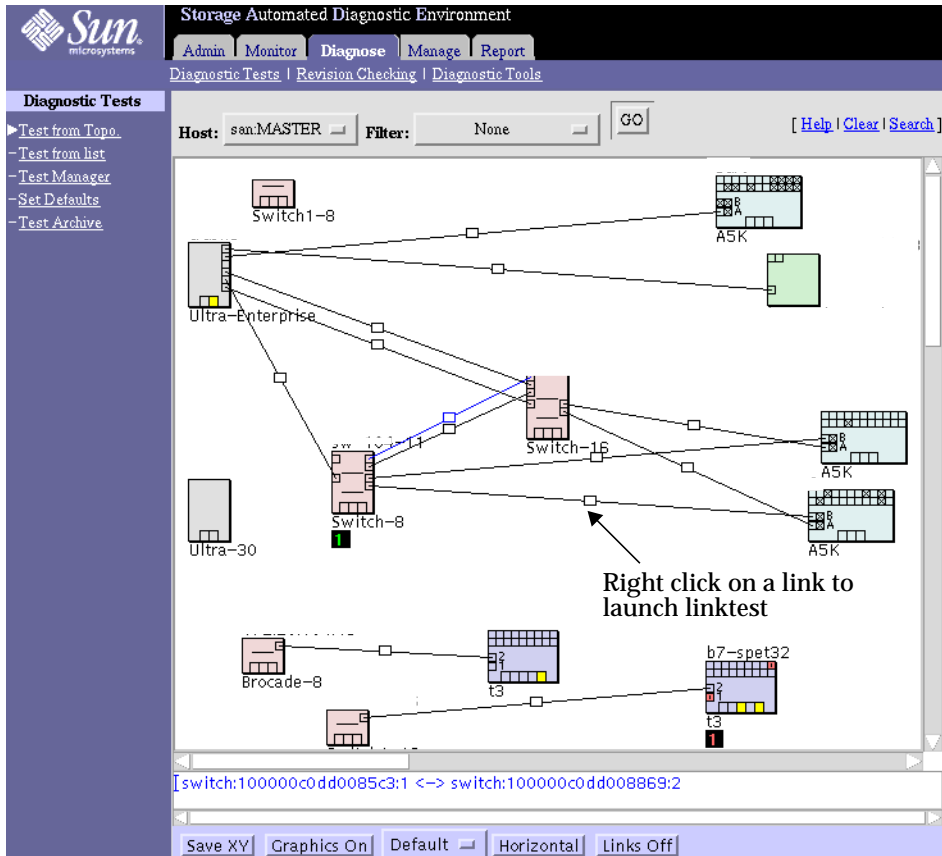 Sun
microsystems
Storage Automated Diagnostic Environment
Admin Monitor Diagnose Manage Report
Diagnostic Tests | Revision Checking | Diagnostic Tools
Diagnostic Tests
Test from Topo.
Test from list
Test Manager
Set Defaults
Test Archive
Host: san:MASTER Filter: None GO [ Help | Clear | Search ]
Switch1-8
B
A
A5K
Ultra-Enterprise
Switch-16
B
A
A5K
Switch-8
1
Ultra-30
B
A
A5K
Right click on a link to
launch linktest
Brocade-8
2
1
t3
b7-spet32
2
1
t3
1
[switch:100000c0dd0085c3:1 <-> switch:100000c0dd008869:2
Save XY Graphics On Default Horizontal Links Off